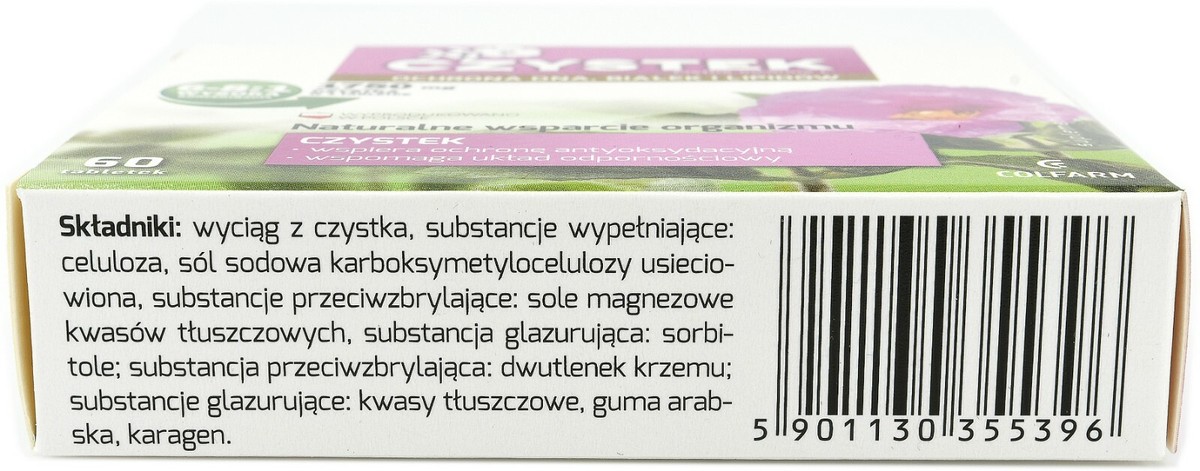 CZYSTEK
OCHRONA DNA, BIAŁEK I LIPIDÓW
mg
Naturalne wsparcie organizmu
CZYSTEK
- wspiera ochronę antyoksydacyjną
- wspomaga układ odpornościowy
60
tabletek
COLFARM
Składniki: wyciąg z czystka, substancje wypełniające:
celuloza, sól sodowa karboksymetylocelulozy usiecio-
wiona, substancje przeciwzbrylające: sole magnezowe
kwasów tłuszczowych, substancja glazurująca: sorbi-
tole; substancja przeciwzbrylająca: dwutlenek krzemu;
substancje glazurujące: kwasy tłuszczowe, guma arab-
ska, karagen.
5 901130 355396